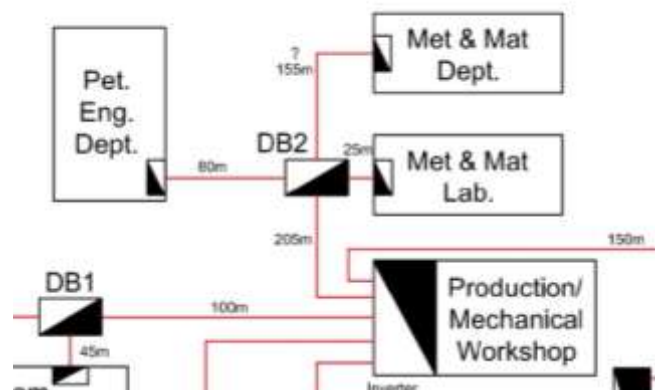 Pet.
Eng.
Dept.
?
155m
Met & Mat
Dept.
DB2
80m
25m
Met & Mat
Lab.
205m
150m
DB1
100m
45m
Production/
Mechanical
Workshop
Inverter